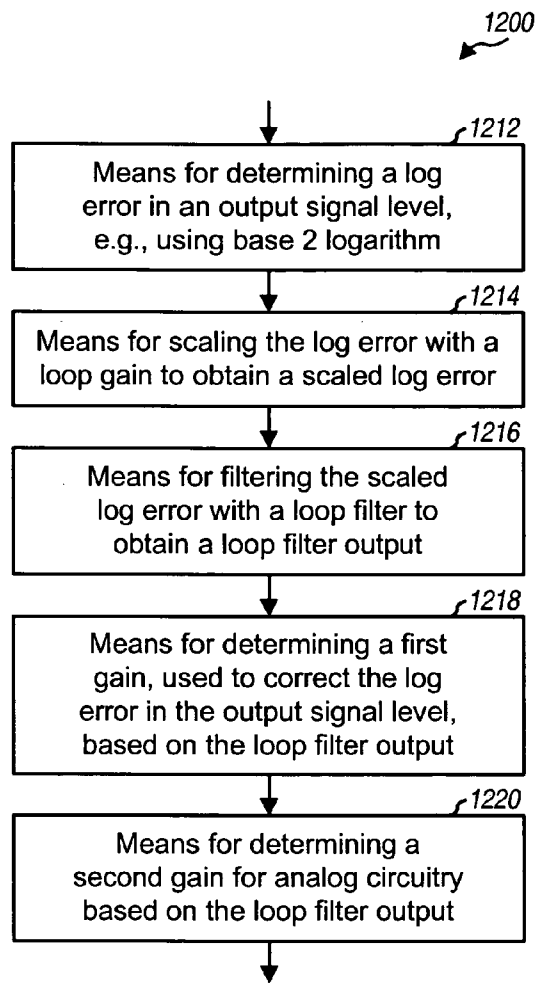 1200
1212
Means for determining a log
error in an output signal level,
e.g., using base 2 logarithm
1214
Means for scaling the log error with a
loop gain to obtain a scaled log error
1216
Means for filtering the scaled
log error with a loop filter to
obtain a loop filter output
1218
Means for determining a first
gain, used to correct the log
error in the output signal level,
based on the loop filter output
1220
Means for determining a
second gain for analog circuitry
based on the loop filter output